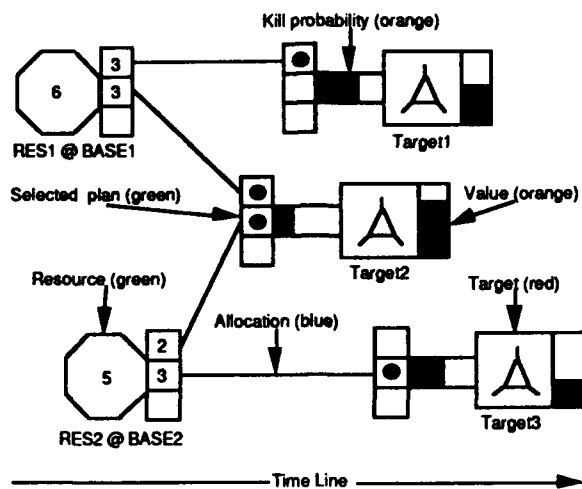 Kill probability (orange)
3
6
3
RES1 @ BASE1
Target1
Selected plan (green)
Value (orange)
Target2
Resource (green)
Allocation (blue)
Target (red)
2
5
3
RES2 @ BASE2
Target3
Time Line